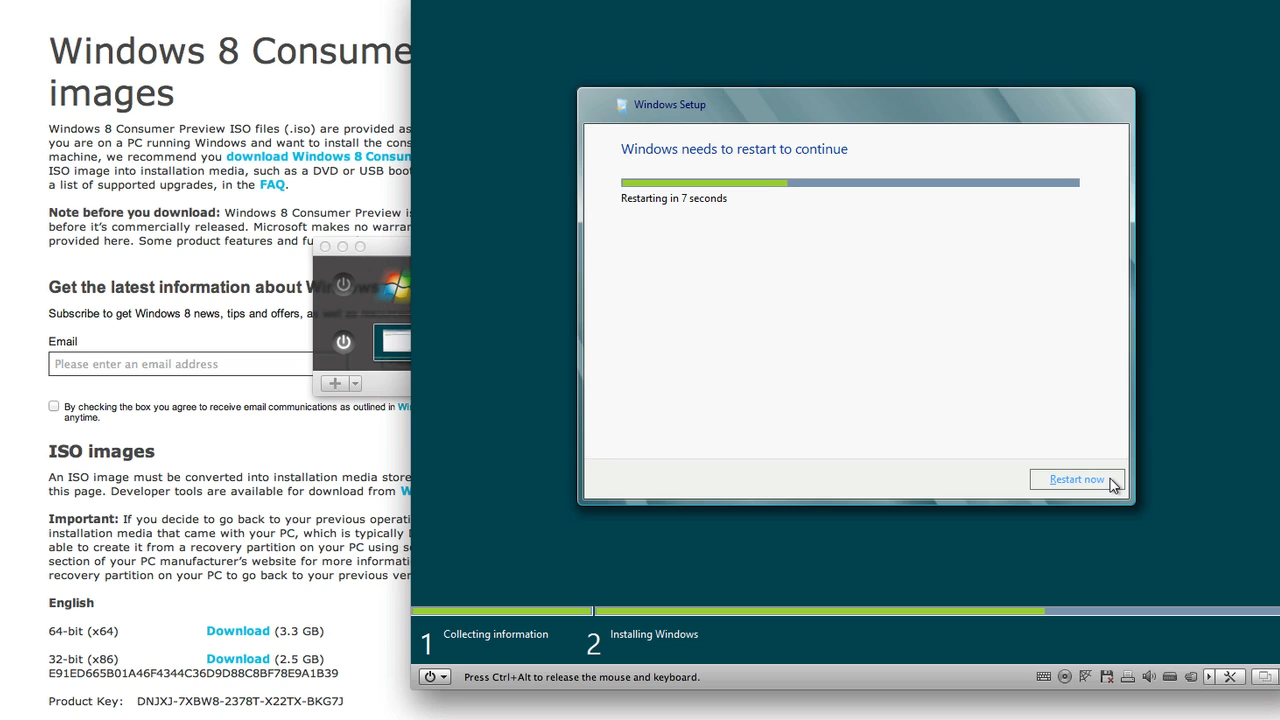 Windows 8 Consume
images
Windows 8 Consumer Preview ISO files (.iso) are provided as
you are on a PC running Windows and want to install the cons
machine, we recommend you download Windows 8 Consun
ISO image into installation media, such as a DVD or USB boot
a list of supported upgrades, in the FAQ.
Note before you download: Windows 8 Consumer Preview is
before it's commercially released. Microsoft makes no warran
provided here. Some product features and fu
Get the latest information about Windows
Subscribe to get Windows 8 news, tips and offers, as well as
Email
Please enter an email address
By checking the box you agree to receive email communications as outlined in Wi
anytime.
ISO images
An ISO image must be converted into installation media store
this page. Developer tools are available for download from W
Important: If you decide to go back to your previous operati
installation media that came with your PC, which is typically
able to create it from a recovery partition on your PC using so
section of your PC manufacturer's website for more informati
recovery partition on your PC to go back to your previous ver
English
64-bit (x64) Download (3.3 GB)
32-bit (x86) Download (2.5 GB)
E91ED665B01A46F4344C36D9D88C8BF78E9A1B39
Product Key: DNJXJ-7XBW8-2378T-X22TX-BKG7J
Windows Setup
Windows needs to restart to continue
Restarting in 7 seconds
Restart now
1 Collecting information
2 Installing Windows
Press Ctrl+Alt to release the mouse and keyboard.